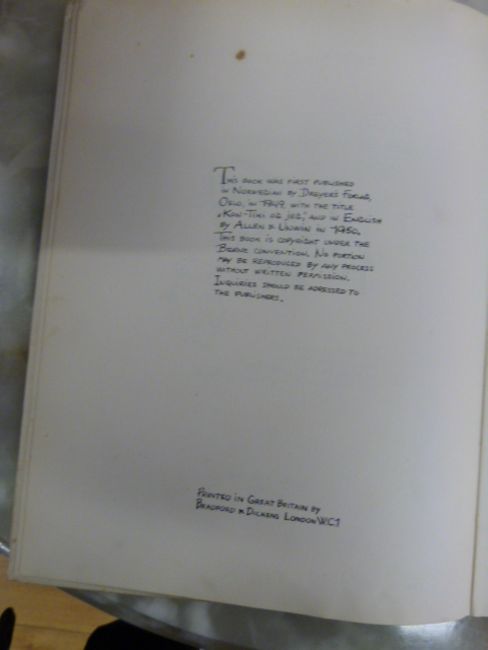 This book was first published
in Norwegian by Dreyers Forlag,
Oslo, in 1949 with the title
"Kon-Tiki og jeg," and in English
by Allen & Unwin in 1950.
This book is copyright under the
Berne convention. No portion
may be reproduced by any process
without written permission.
Inquiries should be adressed to
the publishers.
Printed in Great Britain by
Bradford & Dickens London W.C.1